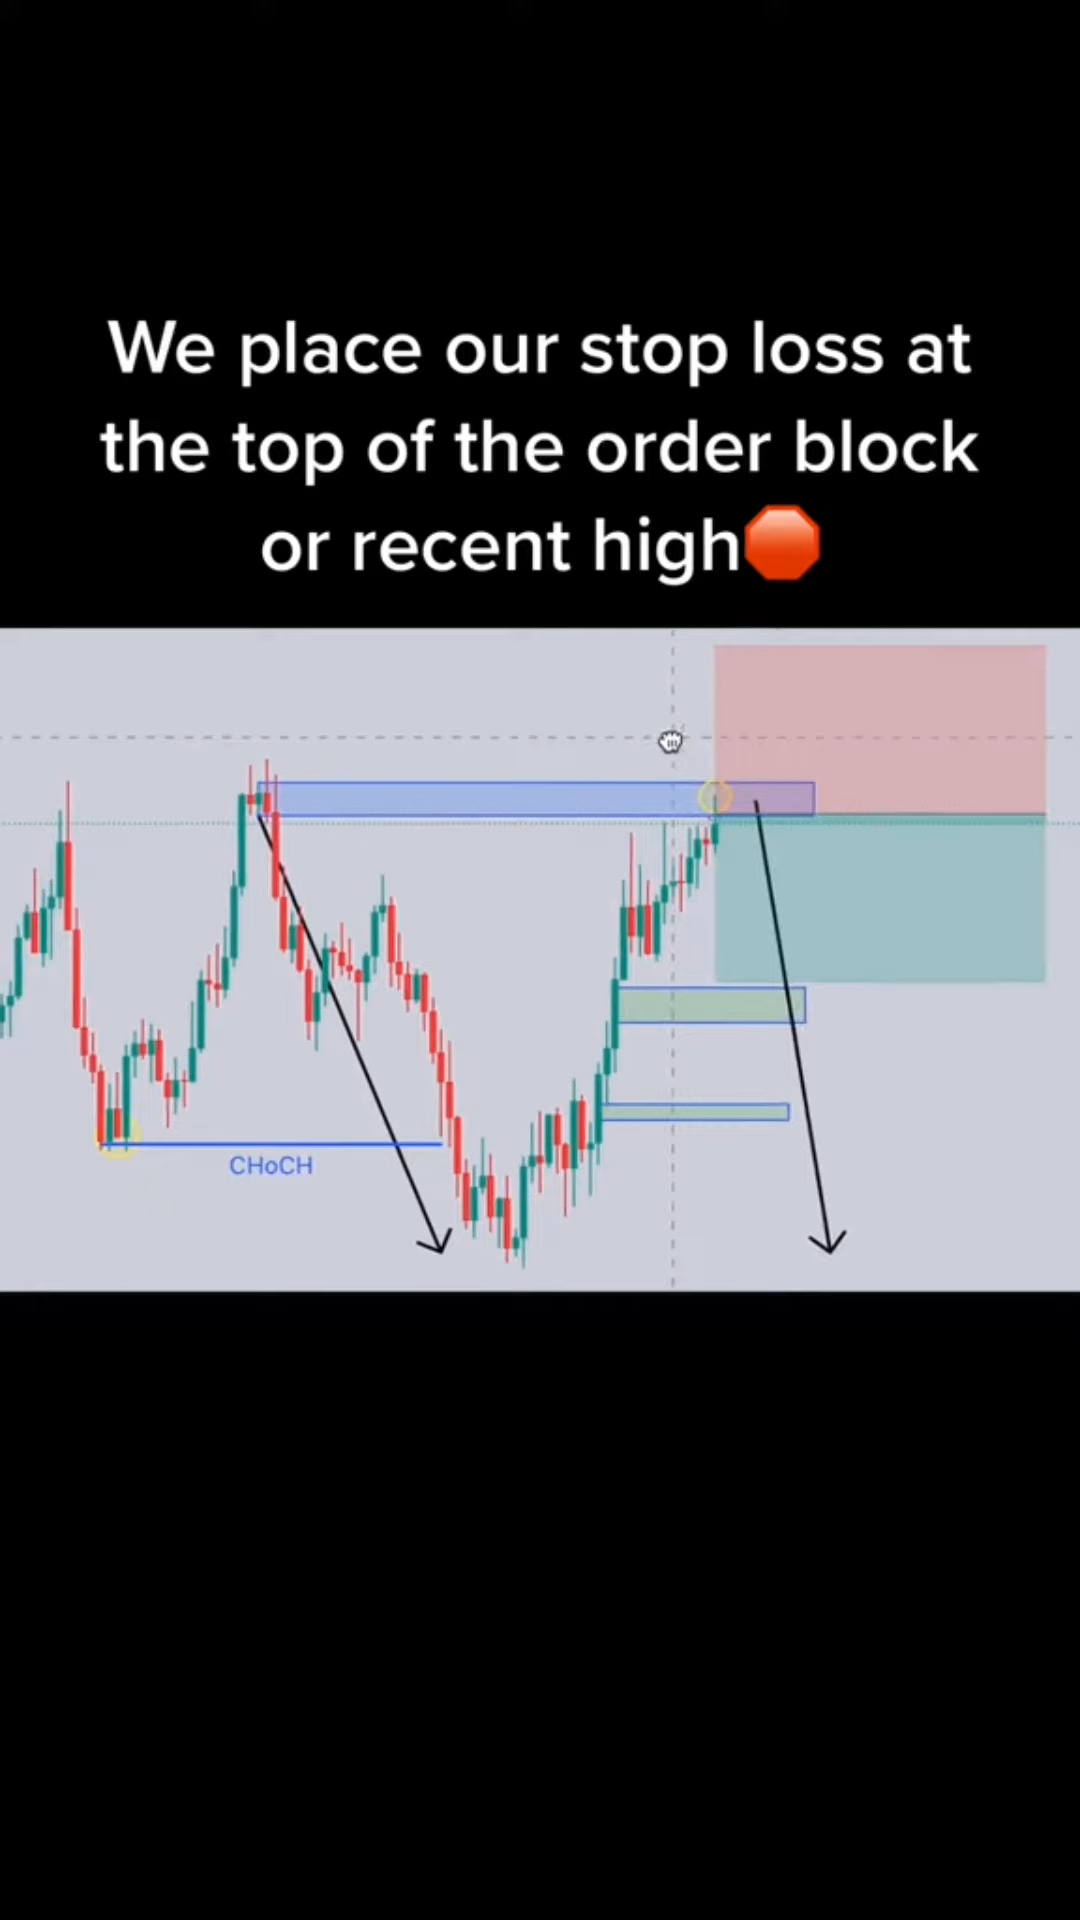 We place our stop loss at
the top of the order block
or recent high🛑
CHoCH